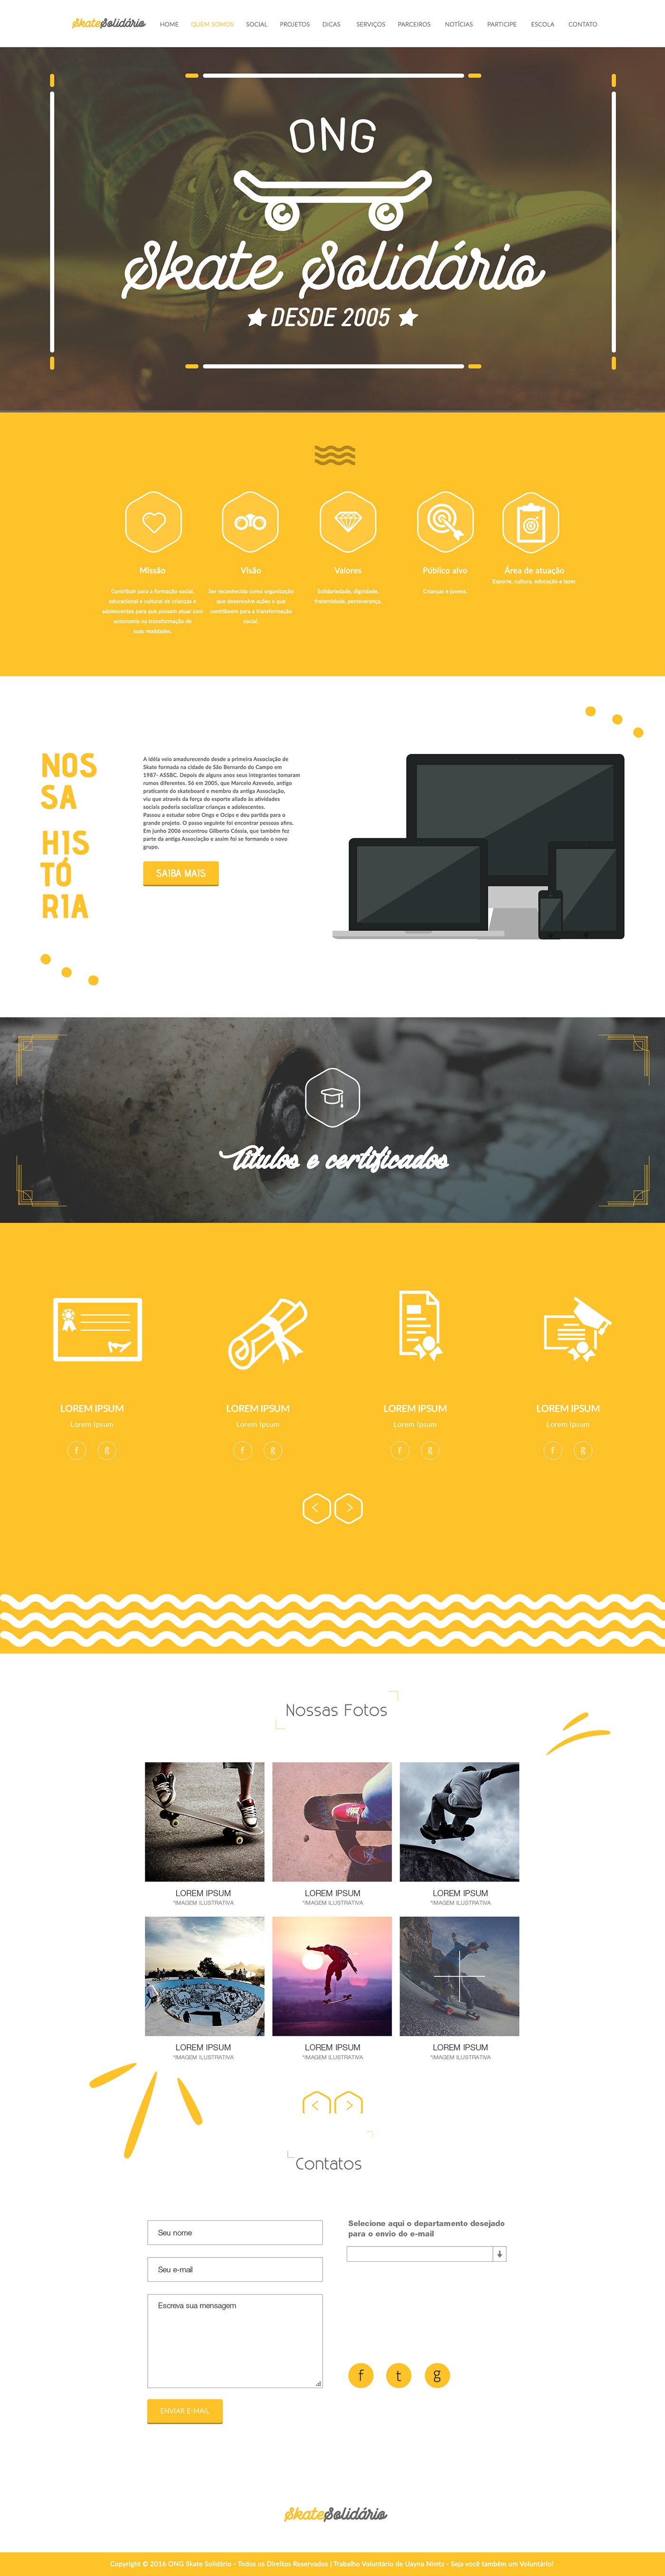 SkateSolidário HOME QUEM SOMOS SOCIAL PROJETOS DICAS SERVIÇOS PARCEIROS NOTÍCIAS PARTICIPE ESCOLA CONTATO
ONG
Skate Solidário
DESDE 2005
Missão
Contribuir para a formação social,
educacional e cultural de crianças e
adolescentes para que possam atuar com
autonomia na transformação de
suas realidades.
Visão
Ser reconhecida como organização
que desenvolve ações e que
contribuem para a transformação
social.
Valores
Solidariedade, dignidade,
fraternidade, perseverança.
Público alvo
Crianças e jovens.
Área de atuação
Esporte, cultura, educação e lazer.
NOS
SA
HIS
TÓ
RIA
A idéia veio amadurecendo desde a primeira Associação de
Skate formada na cidade de São Bernardo do Campo em
1987- ASSBC. Depois de alguns anos seus integrantes tomaram
rumos diferentes. Só em 2005, que Marcelo Azevedo, antigo
praticante do skateboard e membro da antiga Associação,
viu que através da força do esporte aliado às atividades
sociais poderia socializar crianças e adolescentes.
Passou a estudar sobre Ongs e Ocips e deu partida para o
grande projeto. O passo seguinte foi encontrar pessoas afins.
Em junho 2006 encontrou Gilberto Cóssia, que também fez
parte da antiga Associação e assim foi se formando o novo
grupo.
SAIBA MAIS
Títulos e certificados
LOREM IPSUM
Lorem Ipsum
f g
LOREM IPSUM
Lorem Ipsum
f g
LOREM IPSUM
Lorem Ipsum
f g
LOREM IPSUM
Lorem Ipsum
f g
< >
Nossas Fotos
LOREM IPSUM
*IMAGEM ILUSTRATIVA
LOREM IPSUM
*IMAGEM ILUSTRATIVA
LOREM IPSUM
*IMAGEM ILUSTRATIVA
LOREM IPSUM
*IMAGEM ILUSTRATIVA
LOREM IPSUM
*IMAGEM ILUSTRATIVA
LOREM IPSUM
*IMAGEM ILUSTRATIVA
< >
Contatos
Seu nome
Seu e-mail
Escreva sua mensagem
ENVIAR E-MAIL
Selecione aqui o departamento desejado
para o envio do e-mail
f t g
SkateSolidário
Copyright © 2016 ONG Skate Solidário - Todos os Direitos Reservados | Trabalho Voluntário de Uayna Nimtz - Seja você também um Voluntário!